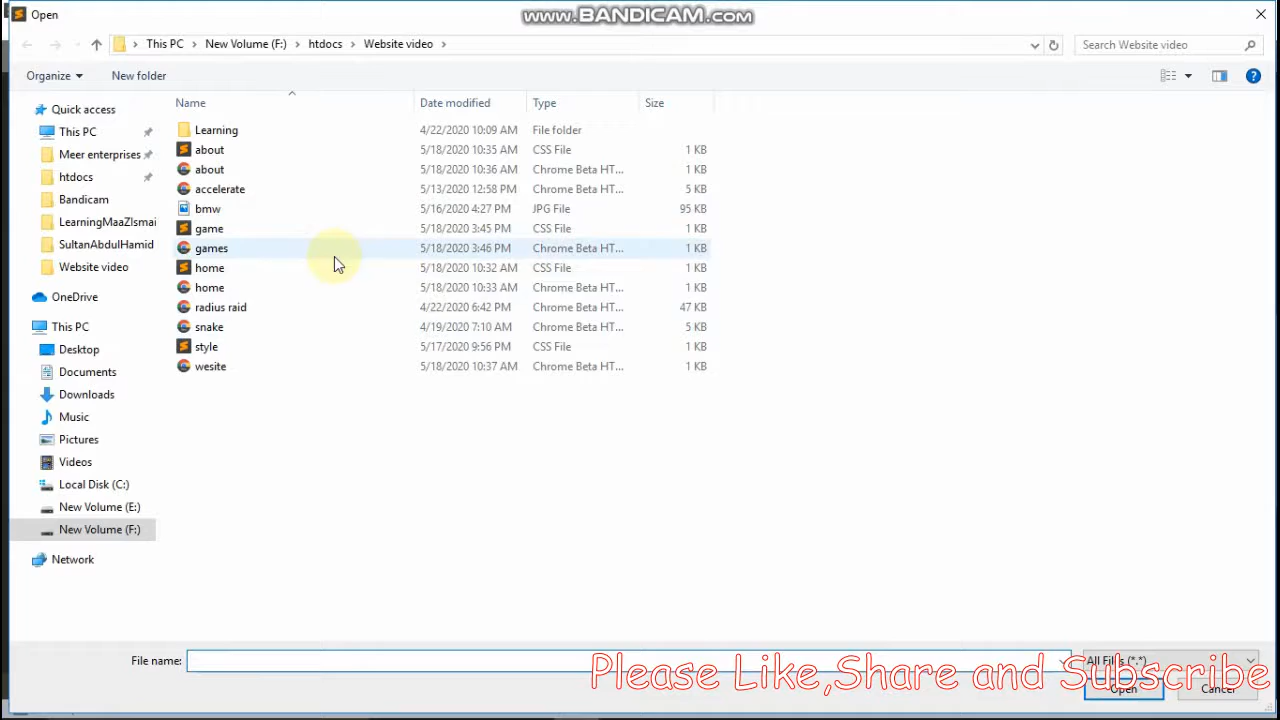 Open
www.BANDICAM.com
This PC > New Volume (F:) > htdocs > Website video >
Search Website video
Organize
New folder
Name
Date modified
Type
Size
Quick access
This PC
Meer enterprises
htdocs
Bandicam
LearningMaaZIsmai
SultanAbdulHamid
Website video
OneDrive
This PC
Desktop
Documents
Downloads
Music
Pictures
Videos
Local Disk (C:)
New Volume (E:)
New Volume (F:)
Network
Learning 4/22/2020 10:09 AM File folder
about 5/18/2020 10:35 AM CSS File 1 KB
about 5/18/2020 10:36 AM Chrome Beta HT... 1 KB
accelerate 5/13/2020 12:58 PM Chrome Beta HT... 5 KB
bmw 5/16/2020 4:27 PM JPG File 95 KB
game 5/18/2020 3:45 PM CSS File 1 KB
games 5/18/2020 3:46 PM Chrome Beta HT... 1 KB
home 5/18/2020 10:32 AM CSS File 1 KB
home 5/18/2020 10:33 AM Chrome Beta HT... 1 KB
radius raid 4/22/2020 6:42 PM Chrome Beta HT... 47 KB
snake 4/19/2020 7:10 AM Chrome Beta HT... 5 KB
style 5/17/2020 9:56 PM CSS File 1 KB
wesite 5/18/2020 10:37 AM Chrome Beta HT... 1 KB
File name:
All Files (*.*)
Please Like,Share and Subscribe
Open
Cancel